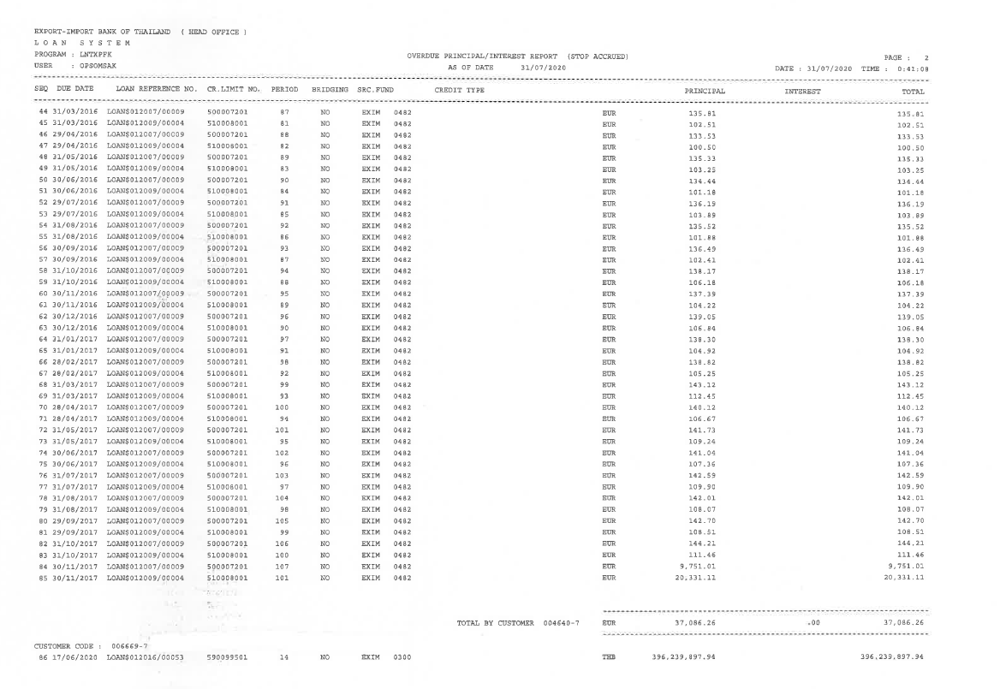 EXPORT-IMPORT BANK OF THAILAND ( HEAD OFFICE )
L O A N S Y S T E M
PROGRAM : LNTXPFK OVERDUE PRINCIPAL/INTEREST REPORT (STOP ACCRUED) PAGE : 2
USER : OPSOMSAK AS OF DATE 31/07/2020 DATE : 31/07/2020 TIME : 0:41:08
SEQ DUE DATE LOAN REFERENCE NO. CR.LIMIT NO. PERIOD BRIDGING SRC.FUND CREDIT TYPE PRINCIPAL INTEREST TOTAL
44 31/03/2016 LOAN$012007/00009 500007201 87 NO EXIM 0482 EUR 135.81 135.81
45 31/03/2016 LOAN$012009/00004 510008001 81 NO EXIM 0482 EUR 102.51 102.51
46 29/04/2016 LOAN$012007/00009 500007201 88 NO EXIM 0482 EUR 133.53 133.53
47 29/04/2016 LOAN$012009/00004 510008001 82 NO EXIM 0482 EUR 100.50 100.50
48 31/05/2016 LOAN$012007/00009 500007201 89 NO EXIM 0482 EUR 135.33 135.33
49 31/05/2016 LOAN$012009/00004 510008001 83 NO EXIM 0482 EUR 103.25 103.25
50 30/06/2016 LOAN$012007/00009 500007201 90 NO EXIM 0482 EUR 134.44 134.44
51 30/06/2016 LOAN$012009/00004 510008001 84 NO EXIM 0482 EUR 101.18 101.18
52 29/07/2016 LOAN$012007/00009 500007201 91 NO EXIM 0482 EUR 136.19 136.19
53 29/07/2016 LOAN$012009/00004 510008001 85 NO EXIM 0482 EUR 103.89 103.89
54 31/08/2016 LOAN$012007/00009 500007201 92 NO EXIM 0482 EUR 135.52 135.52
55 31/08/2016 LOAN$012009/00004 510008001 86 NO EXIM 0482 EUR 101.88 101.88
56 30/09/2016 LOAN$012007/00009 500007201 93 NO EXIM 0482 EUR 136.49 136.49
57 30/09/2016 LOAN$012009/00004 510008001 87 NO EXIM 0482 EUR 102.41 102.41
58 31/10/2016 LOAN$012007/00009 500007201 94 NO EXIM 0482 EUR 138.17 138.17
59 31/10/2016 LOAN$012009/00004 510008001 88 NO EXIM 0482 EUR 106.18 106.18
60 30/11/2016 LOAN$012007/00009 500007201 95 NO EXIM 0482 EUR 137.39 137.39
61 30/11/2016 LOAN$012009/00004 510008001 89 NO EXIM 0482 EUR 104.22 104.22
62 30/12/2016 LOAN$012007/00009 500007201 96 NO EXIM 0482 EUR 139.05 139.05
63 30/12/2016 LOAN$012009/00004 510008001 90 NO EXIM 0482 EUR 106.84 106.84
64 31/01/2017 LOAN$012007/00009 500007201 97 NO EXIM 0482 EUR 138.30 138.30
65 31/01/2017 LOAN$012009/00004 510008001 91 NO EXIM 0482 EUR 104.92 104.92
66 28/02/2017 LOAN$012007/00009 500007201 98 NO EXIM 0482 EUR 138.82 138.82
67 28/02/2017 LOAN$012009/00004 510008001 92 NO EXIM 0482 EUR 105.25 105.25
68 31/03/2017 LOAN$012007/00009 500007201 99 NO EXIM 0482 EUR 143.12 143.12
69 31/03/2017 LOAN$012009/00004 510008001 93 NO EXIM 0482 EUR 112.45 112.45
70 28/04/2017 LOAN$012007/00009 500007201 100 NO EXIM 0482 EUR 140.12 140.12
71 28/04/2017 LOAN$012009/00004 510008001 94 NO EXIM 0482 EUR 106.67 106.67
72 31/05/2017 LOAN$012007/00009 500007201 101 NO EXIM 0482 EUR 141.73 141.73
73 31/05/2017 LOAN$012009/00004 510008001 95 NO EXIM 0482 EUR 109.24 109.24
74 30/06/2017 LOAN$012007/00009 500007201 102 NO EXIM 0482 EUR 141.04 141.04
75 30/06/2017 LOAN$012009/00004 510008001 96 NO EXIM 0482 EUR 107.36 107.36
76 31/07/2017 LOAN$012007/00009 500007201 103 NO EXIM 0482 EUR 142.59 142.59
77 31/07/2017 LOAN$012009/00004 510008001 97 NO EXIM 0482 EUR 109.90 109.90
78 31/08/2017 LOAN$012007/00009 500007201 104 NO EXIM 0482 EUR 142.01 142.01
79 31/08/2017 LOAN$012009/00004 510008001 98 NO EXIM 0482 EUR 108.07 108.07
80 29/09/2017 LOAN$012007/00009 500007201 105 NO EXIM 0482 EUR 142.70 142.70
81 29/09/2017 LOAN$012009/00004 510008001 99 NO EXIM 0482 EUR 108.51 108.51
82 31/10/2017 LOAN$012007/00009 500007201 106 NO EXIM 0482 EUR 144.21 144.21
83 31/10/2017 LOAN$012009/00004 510008001 100 NO EXIM 0482 EUR 111.46 111.46
84 30/11/2017 LOAN$012007/00009 500007201 107 NO EXIM 0482 EUR 9,751.01 9,751.01
85 30/11/2017 LOAN$012009/00004 510008001 101 NO EXIM 0482 EUR 20,331.11 20,331.11
TOTAL BY CUSTOMER 004640-7 EUR 37,086.26 .00 37,086.26
CUSTOMER CODE : 006669-7
86 17/06/2020 LOAN$012016/00053 590099501 14 NO EXIM 0300 THB 396,239,897.94 396,239,897.94